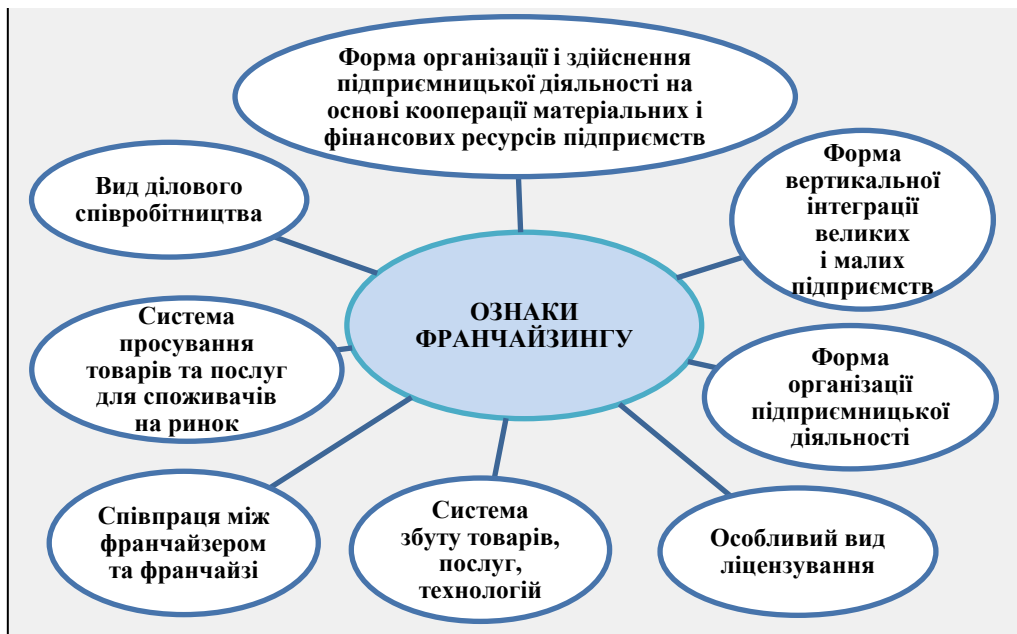 Форма організації і здійснення
підприємницької діяльності на
основі кооперації матеріальних і
фінансових ресурсів підприємств
Вид ділового
співробітництва
Форма
вертикальної
інтеграції
великих
і малих
підприємств
ОЗНАКИ
ФРАНЧАЙЗИНГУ
Система
просування
товарів та послуг
для споживачів
на ринок
Форма
організації
підприємницької
діяльності
Співпраця між
франчайзером
та франчайзі
Система
збуту товарів,
послуг,
технологій
Особливий вид
ліцензування